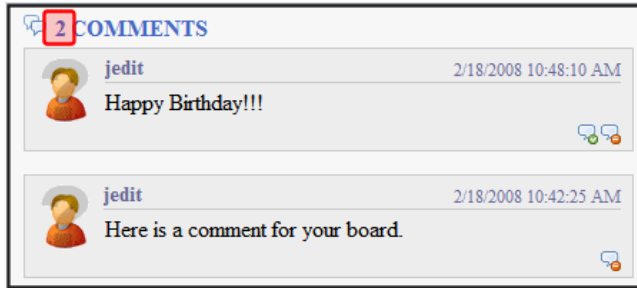 2 COMMENTS
jedit 2/18/2008 10:48:10 AM
Happy Birthday!!!
jedit 2/18/2008 10:42:25 AM
Here is a comment for your board.